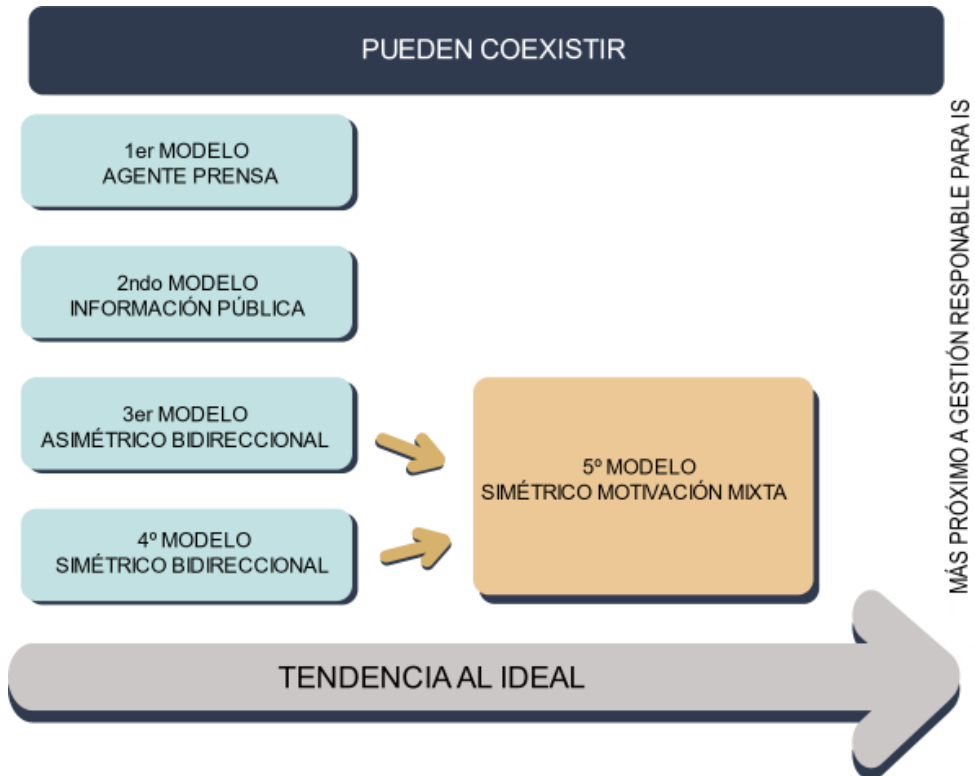 PUEDEN COEXISTIR
1er MODELO
AGENTE PRENSA
2ndo MODELO
INFORMACIÓN PÚBLICA
3er MODELO
ASIMÉTRICO BIDIRECCIONAL
4º MODELO
SIMÉTRICO BIDIRECCIONAL
5º MODELO
SIMÉTRICO MOTIVACIÓN MIXTA
TENDENCIA AL IDEAL
MÁS PRÓXIMO A GESTIÓN RESPONABLE PARA IS